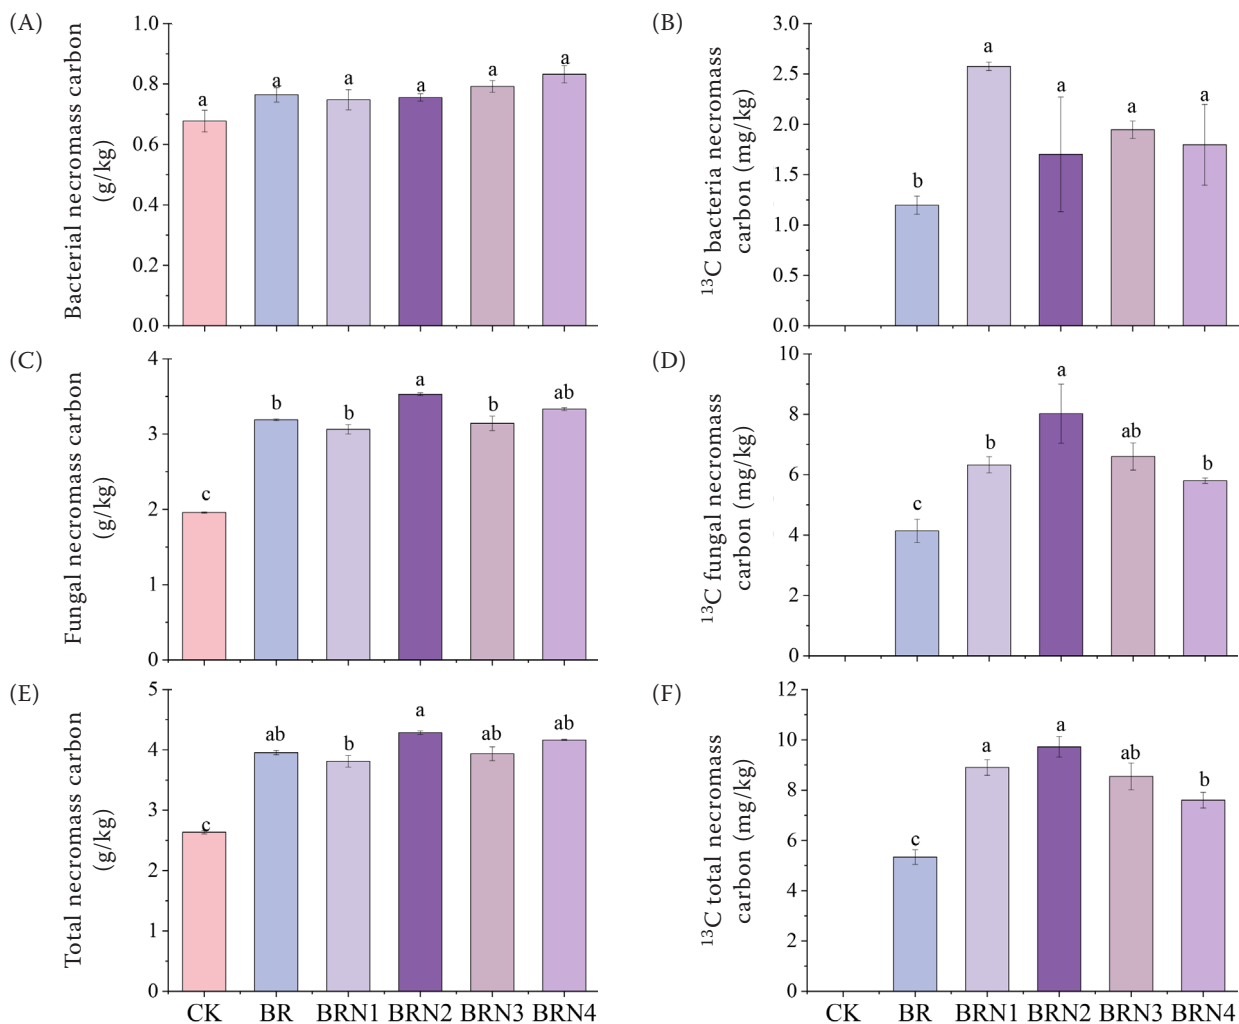 (A)
Bacterial necromass carbon
(g/kg)
1.0
0.8
0.6
0.4
0.2
0.0
a
a
a
a
a
a
(B)
¹³C bacteria necromass
carbon (mg/kg)
3.0
2.5
2.0
1.5
1.0
0.5
0.0
b
a
a
a
a
(C)
Fungal necromass carbon
(g/kg)
4
3
2
1
0
c
b
b
a
b
ab
(D)
¹³C fungal necromass
carbon (mg/kg)
10
8
6
4
2
0
c
b
a
ab
b
(E)
Total necromass carbon
(g/kg)
5
4
3
2
1
0
c
ab
b
a
ab
ab
CK BR BRN1 BRN2 BRN3 BRN4
(F)
¹³C total necromass
carbon (mg/kg)
12
10
8
6
4
2
0
c
a
a
ab
b
CK BR BRN1 BRN2 BRN3 BRN4